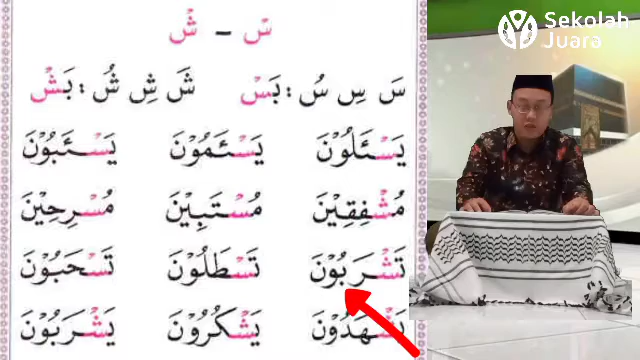 سْ – شْ
سَ سِ سُ : بَسْ شَ شِ شُ : بَشْ
يَسْئَلُوْنَ يَسْئَمُوْنَ يَسْئَبُوْنَ
مُشْفِقِيْنَ مُسْتَبِيْنَ مُسْرِحِيْنَ
تَشْرَبُوْنَ تَسْطَلُوْنَ تَسْحَبُوْنَ
يَشْهَدُوْنَ يَشْكُرُوْنَ يَشْرَبُوْنَ
Sekolah
Juara